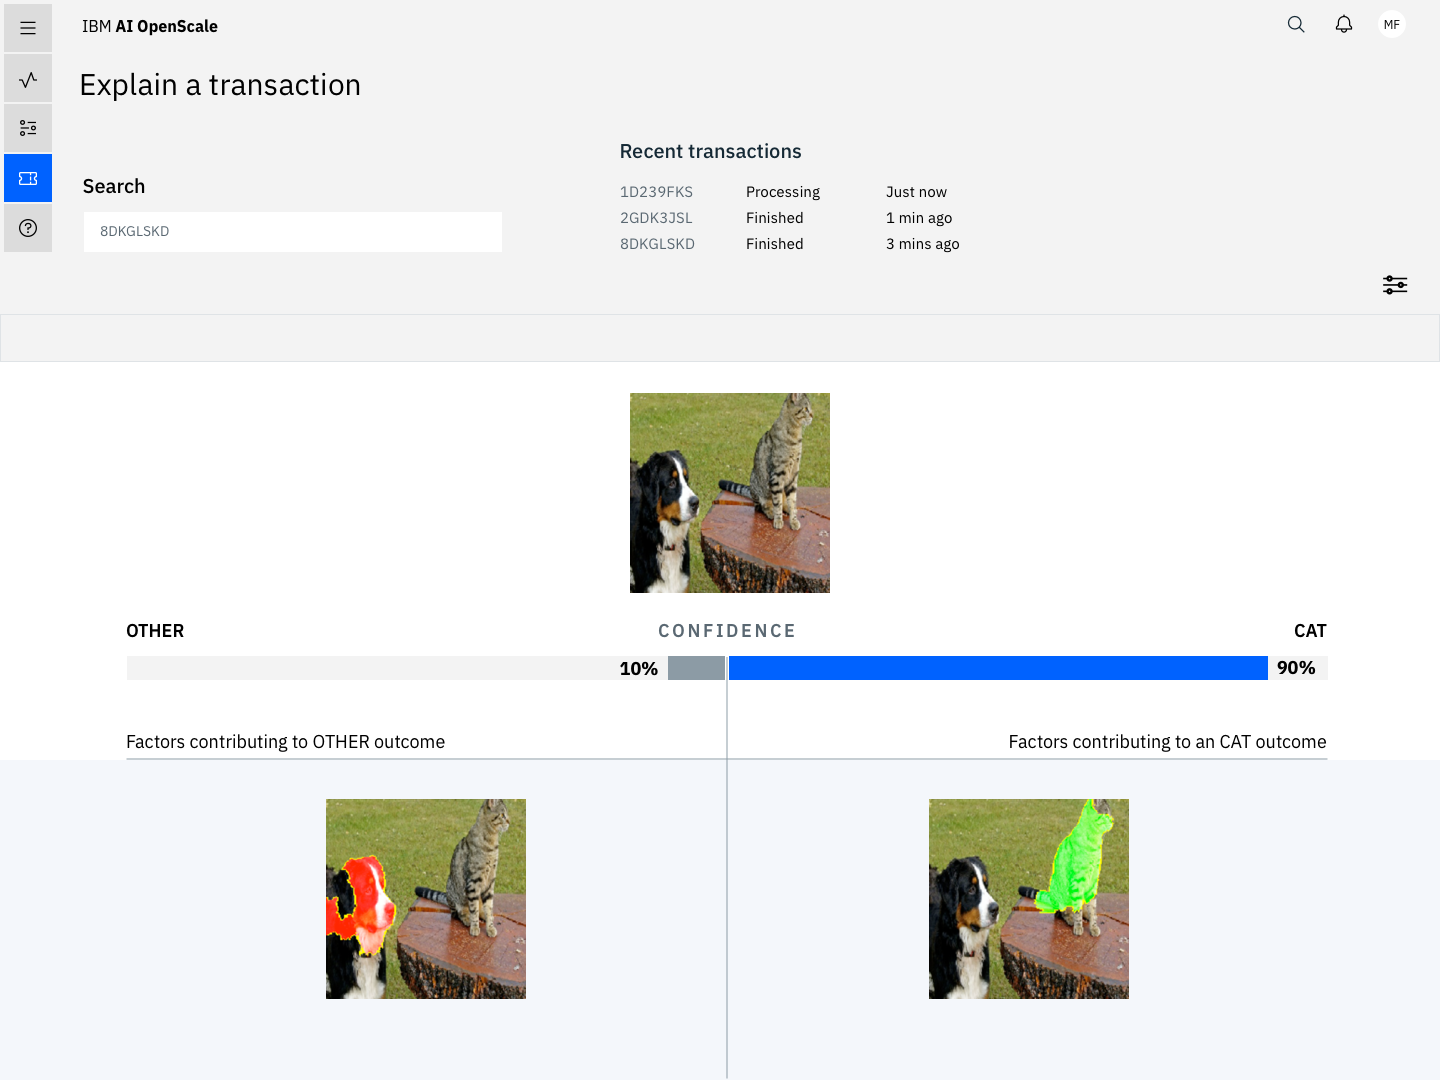 IBM AI OpenScale
MF
Explain a transaction
Recent transactions
Search
1D239FKS Processing Just now
2GDK3JSL Finished 1 min ago
8DKGLSKD Finished 3 mins ago
8DKGLSKD
OTHER CONFIDENCE CAT
10% 90%
Factors contributing to OTHER outcome
Factors contributing to an CAT outcome